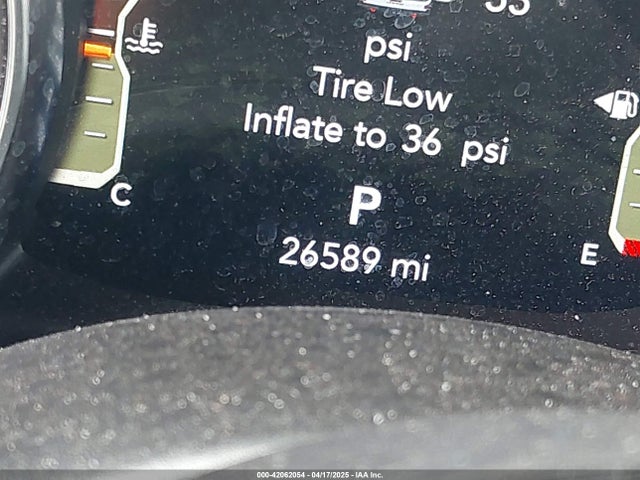 psi
Tire Low
Inflate to 36 psi
P
C
26589 mi
E
000-42062054 - 04/17/2025 - IAA Inc.